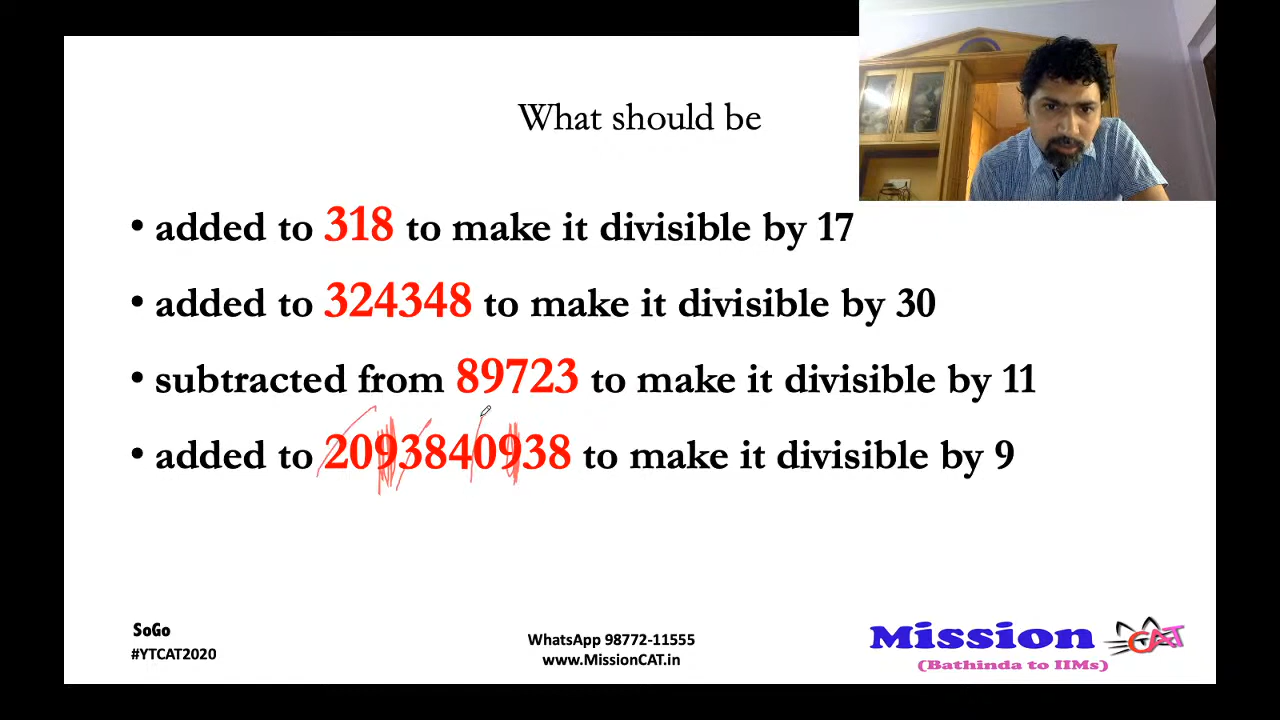 What should be
• added to 318 to make it divisible by 17
• added to 324348 to make it divisible by 30
• subtracted from 89723 to make it divisible by 11
• added to 2093840938 to make it divisible by 9
SoGo
#YTCAT2020
WhatsApp 98772-11555
www.MissionCAT.in
Mission CAT
(Bathinda to IIMs)